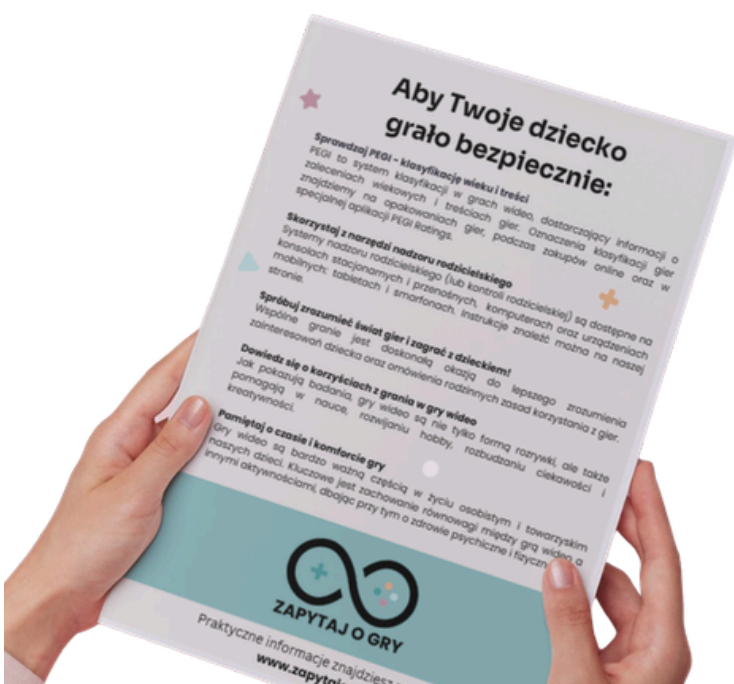 Aby Twoje dziecko
grało bezpiecznie:
Sprawdzaj PEGI - klasyfikację wieku i treści
PEGI to system klasyfikacji w grach wideo, dostarczający informacji o
zaleceniach wiekowych i treściach gier. Oznaczenia klasyfikacji gier
znajdziemy na opakowaniach gier, podczas zakupów online oraz w
specjalnej aplikacji PEGI Ratings.
Skorzystaj z narzędzi nadzoru rodzicielskiego
Systemy nadzoru rodzicielskiego (lub kontroli rodzicielskiej) są dostępne na
konsolach stacjonarnych i przenośnych, komputerach oraz urządzeniach
mobilnych: tabletach i smartfonach. Instrukcje znaleźć można na naszej
stronie.
Spróbuj zrozumieć świat gier i zagrać z dzieckiem!
Wspólne granie jest doskonałą okazją do lepszego zrozumienia
zainteresowań dziecka oraz omówienia rodzinnych zasad korzystania z gier.
Dowiedz się o korzyściach z grania w gry wideo
Jak pokazują badania, gry wideo są nie tylko formą rozrywki, ale także
pomagają w nauce, rozwijaniu hobby, rozbudzaniu ciekawości i
kreatywności.
Pamiętaj o czasie i komforcie gry
Gry wideo są bardzo ważną częścią w życiu osobistym i towarzyskim
naszych dzieci. Kluczowe jest zachowanie równowagi między grą wideo a
innymi aktywnościami, dbając przy tym o zdrowie psychiczne i
ZAPYTAJ O GRY
Praktyczne informacje znajdziesz